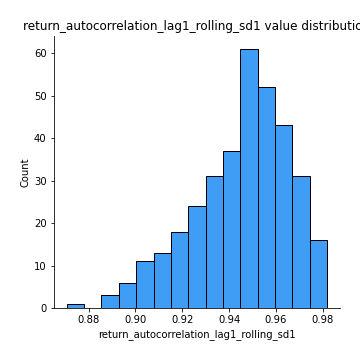 return_autocorrelation_lag1_rolling_sd1 value distributic
60
50
40
30
20
10
0
Count
0.88 0.90 0.92 0.94 0.96 0.98
return_autocorrelation_lag1_rolling_sd1